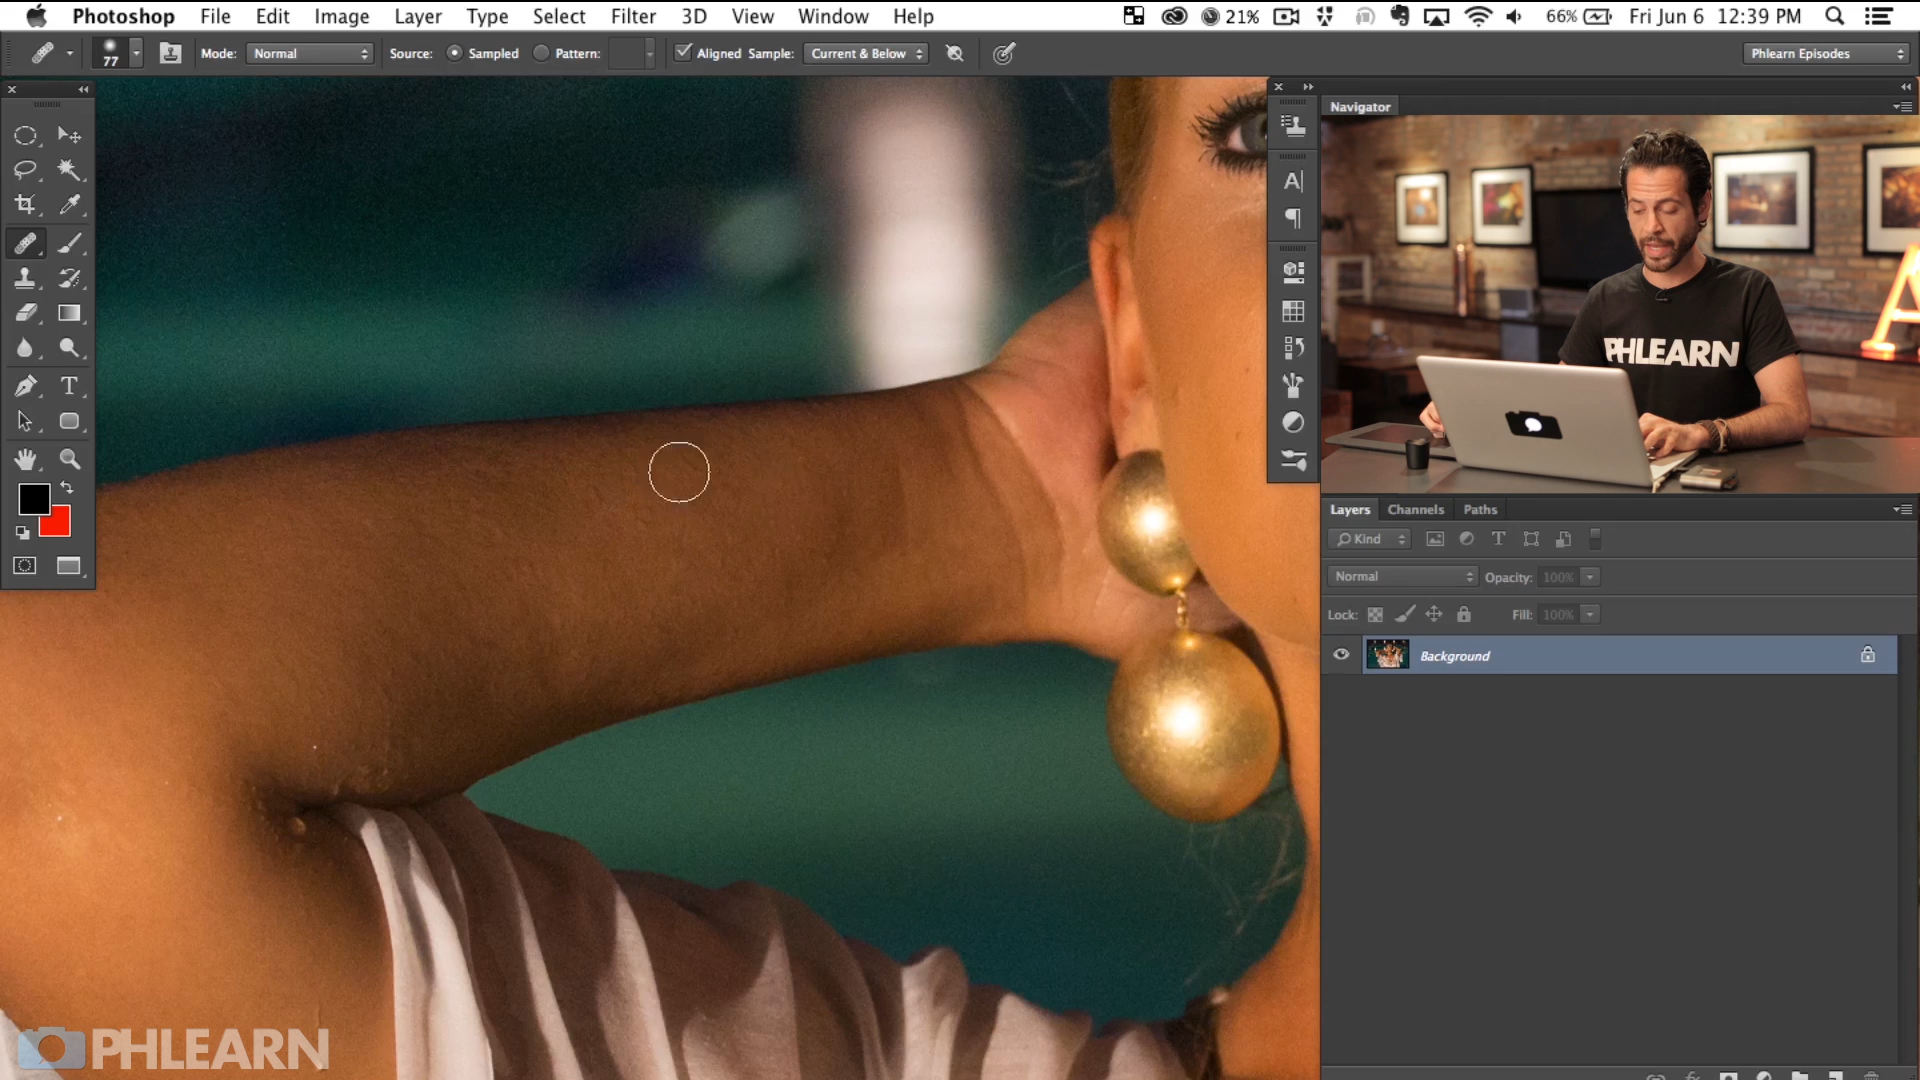 Photoshop File Edit Image Layer Type Select Filter 3D View Window Help 21% 66% Fri Jun 6 12:39 PM
77 Mode: Normal Source: Sampled Pattern: Aligned Sample: Current & Below Phlearn Episodes
Navigator
A
PHLEARN
Layers Channels Paths
Kind
Normal Opacity: 100%
Lock: Fill: 100%
Background
PHLEARN